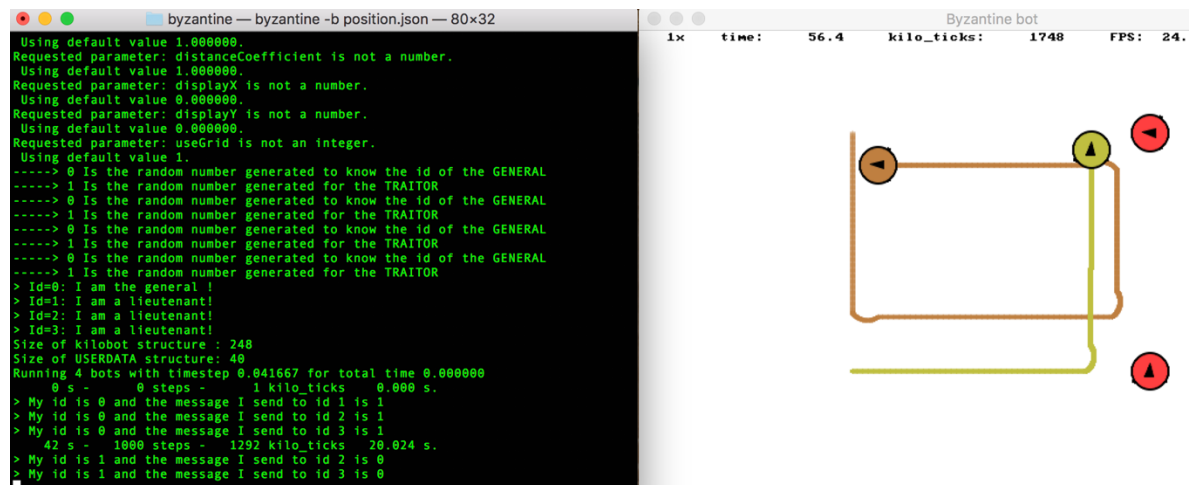 byzantine — byzantine -b position.json — 80×32
Using default value 1.000000.
Requested parameter: distanceCoefficient is not a number.
Using default value 1.000000.
Requested parameter: displayX is not a number.
Using default value 0.000000.
Requested parameter: displayY is not a number.
Using default value 0.000000.
Requested parameter: useGrid is not an integer.
Using default value 1.
-----> 0 Is the random number generated to know the id of the GENERAL
-----> 1 Is the random number generated for the TRAITOR
-----> 0 Is the random number generated to know the id of the GENERAL
-----> 1 Is the random number generated for the TRAITOR
-----> 0 Is the random number generated to know the id of the GENERAL
-----> 1 Is the random number generated for the TRAITOR
-----> 0 Is the random number generated to know the id of the GENERAL
-----> 1 Is the random number generated for the TRAITOR
> Id=0: I am the general !
> Id=1: I am a lieutenant!
> Id=2: I am a lieutenant!
> Id=3: I am a lieutenant!
Size of kilobot structure : 248
Size of USERDATA structure: 40
Running 4 bots with timestep 0.041667 for total time 0.000000
0 s - 0 steps - 1 kilo_ticks 0.000 s.
> My id is 0 and the message I send to id 1 is 1
> My id is 0 and the message I send to id 2 is 1
> My id is 0 and the message I send to id 3 is 1
42 s - 1000 steps - 1292 kilo_ticks 20.024 s.
> My id is 1 and the message I send to id 2 is 0
> My id is 1 and the message I send to id 3 is 0
Byzantine bot
1x time: 56.4 kilo_ticks: 1748 FPS: 24.